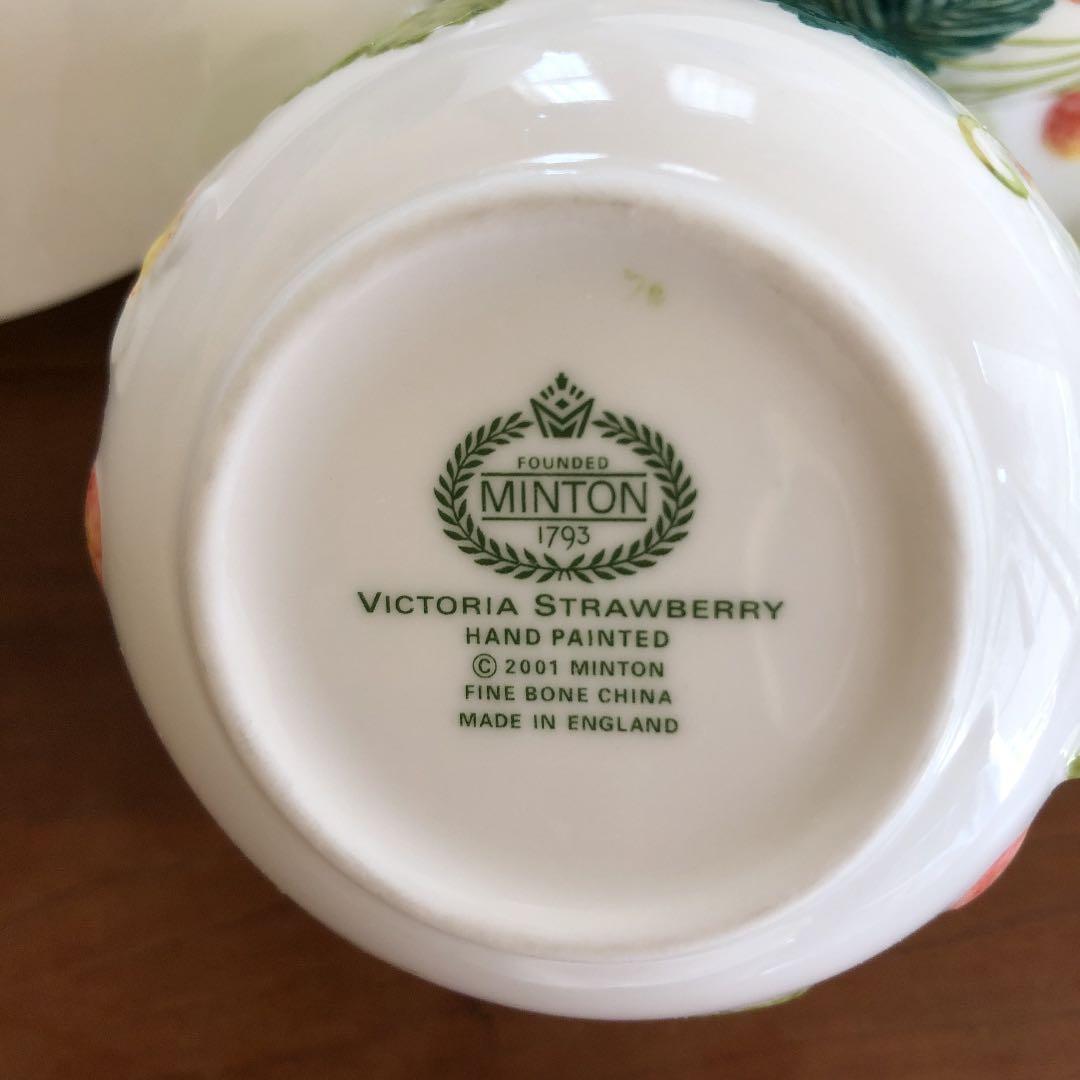 FOUNDED
MINTON
1793
VICTORIA STRAWBERRY
HAND PAINTED
© 2001 MINTON
FINE BONE CHINA
MADE IN ENGLAND